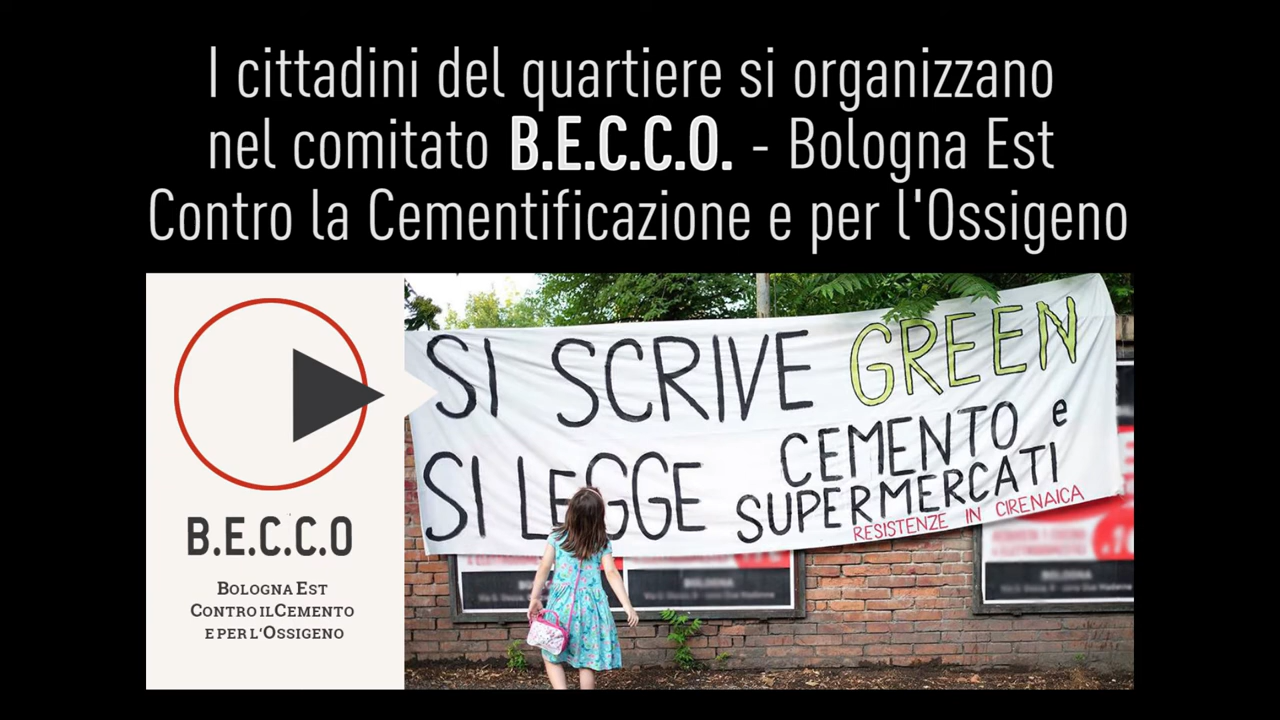 I cittadini del quartiere si organizzano
nel comitato B.E.C.C.O. - Bologna Est
Contro la Cementificazione e per l'Ossigeno
SI SCRIVE GREEN
SI LEGGE CEMENTO e
SUPERMERCATI
RESISTENZE IN CIRENAICA
B.E.C.C.O
BOLOGNA EST
CONTRO IL CEMENTO
E PER L'OSSIGENO